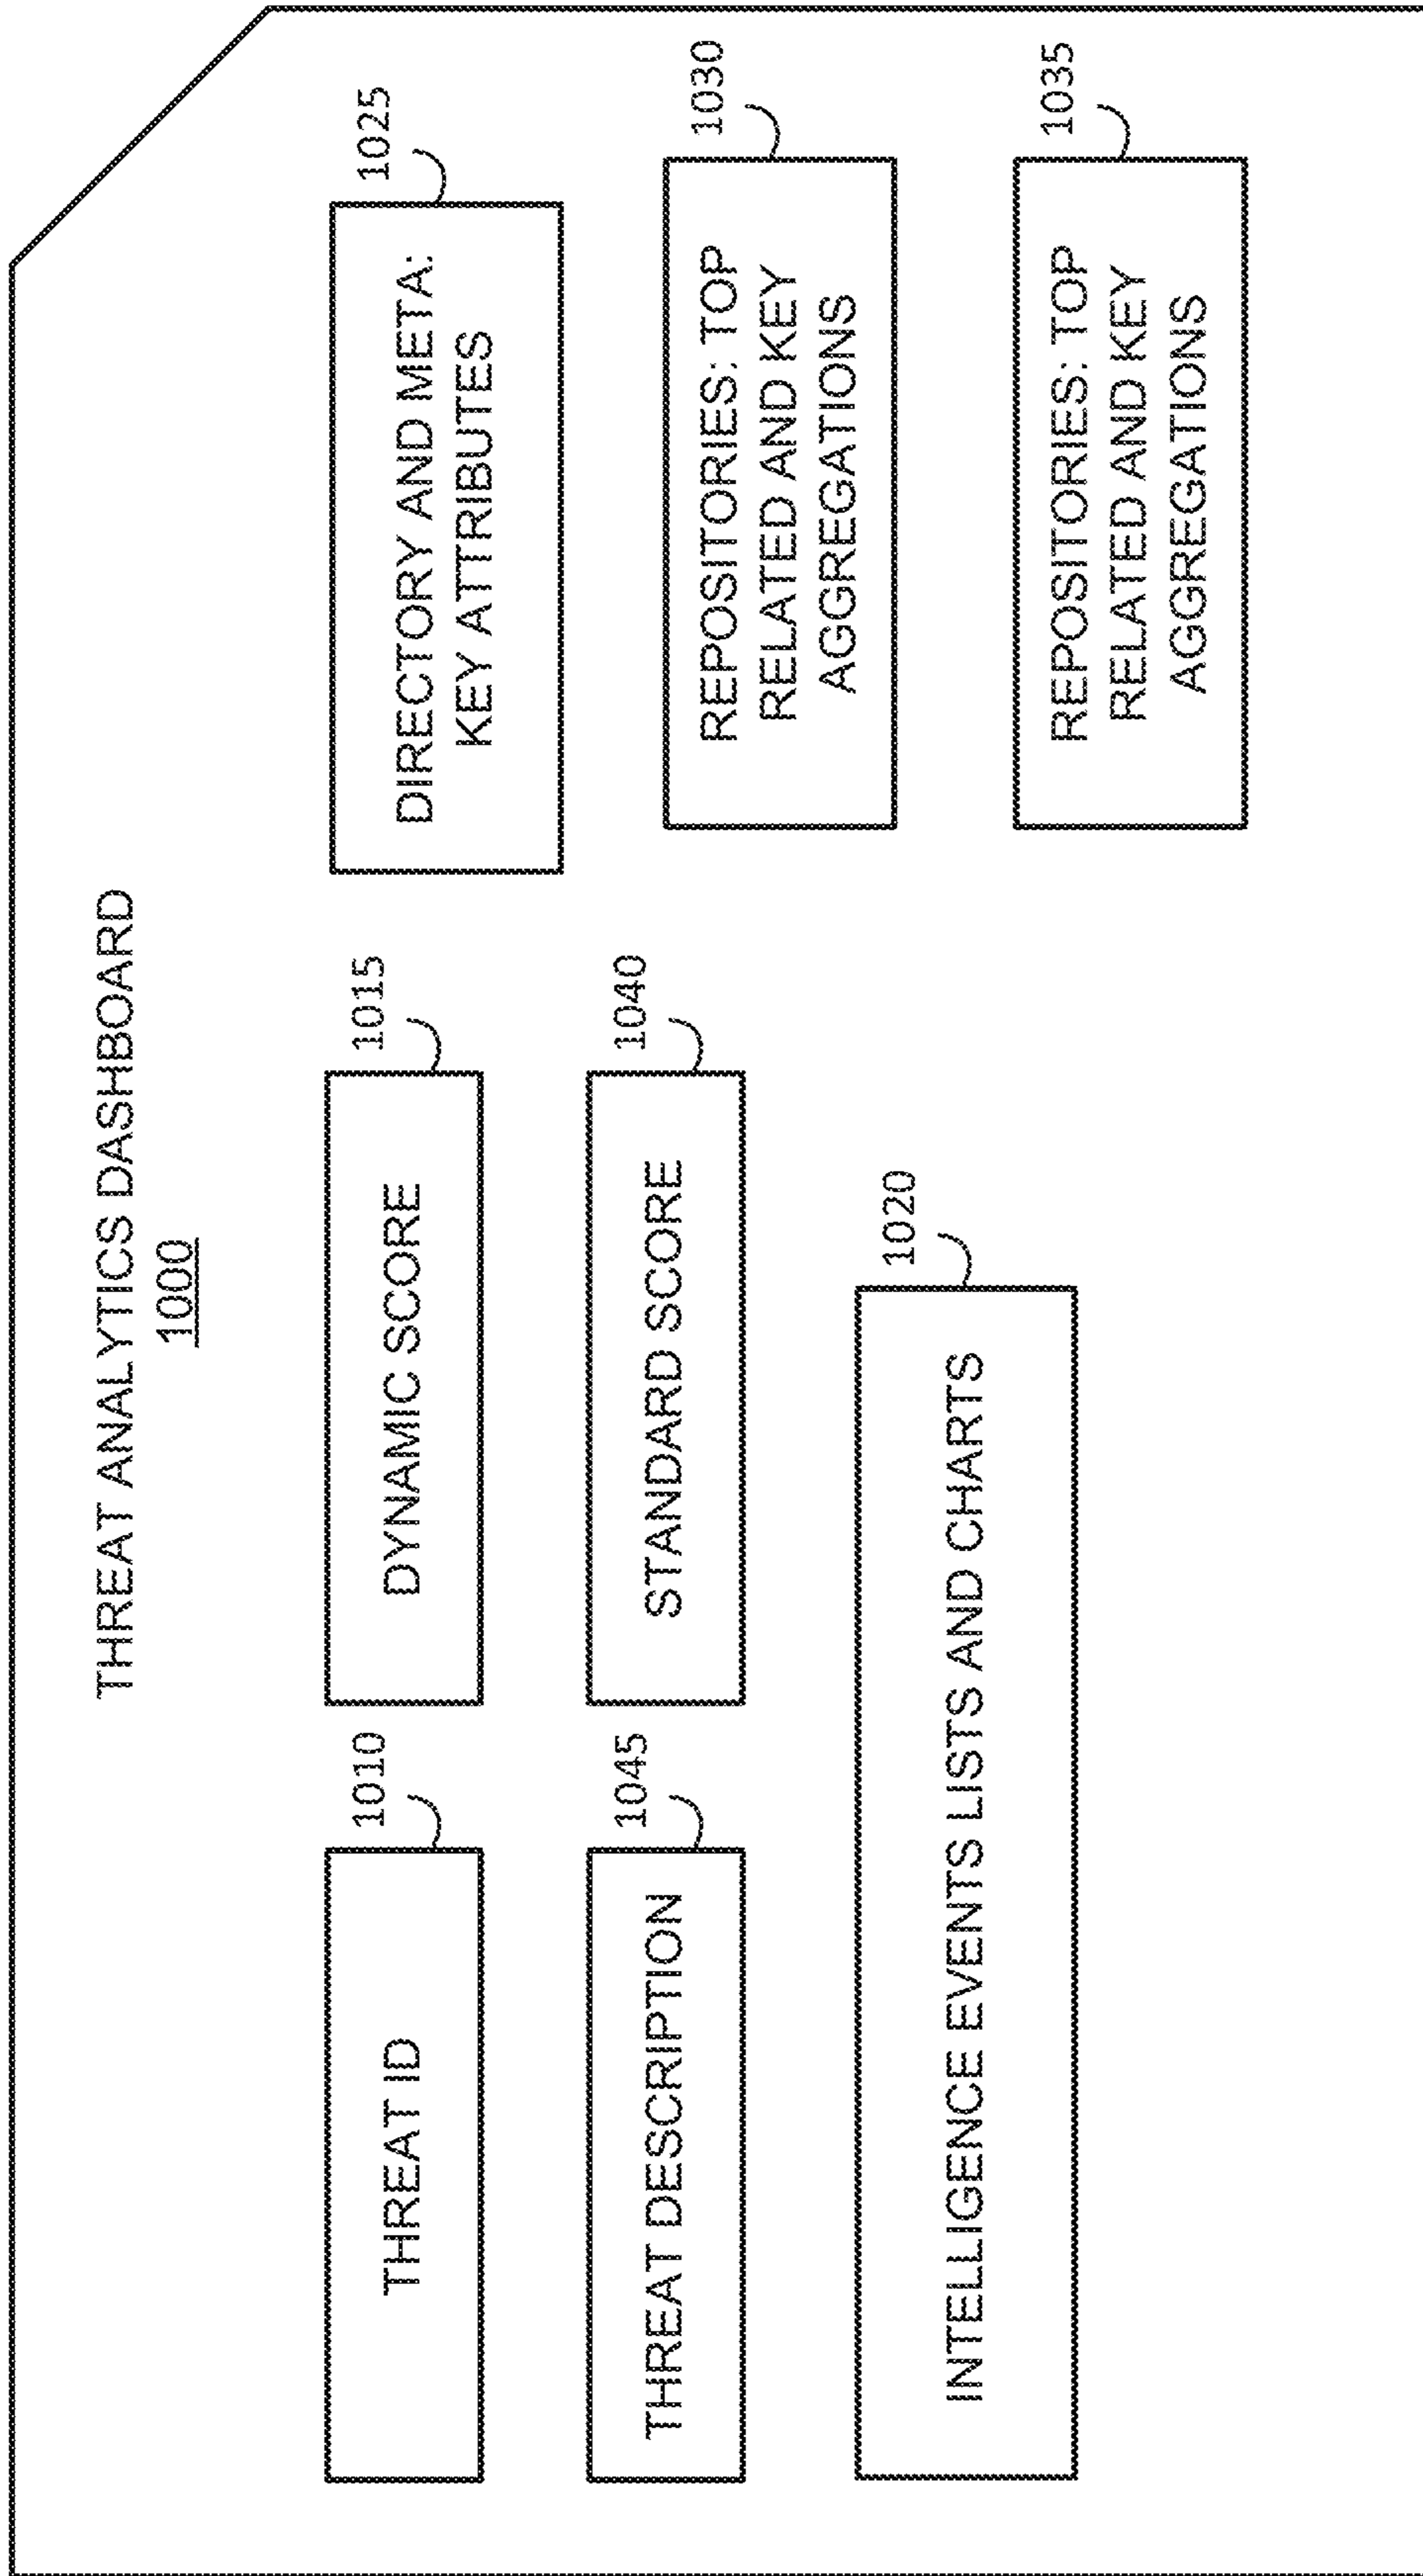 THREAT ANALYTICS DASHBOARD
1000
1010
THREAT ID
1015
DYNAMIC SCORE
1025
DIRECTORY AND META:
KEY ATTRIBUTES
1045
THREAT DESCRIPTION
1040
STANDARD SCORE
1030
REPOSITORIES: TOP
RELATED AND KEY
AGGREGATIONS
1020
INTELLIGENCE EVENTS LISTS AND CHARTS
1035
REPOSITORIES: TOP
RELATED AND KEY
AGGREGATIONS